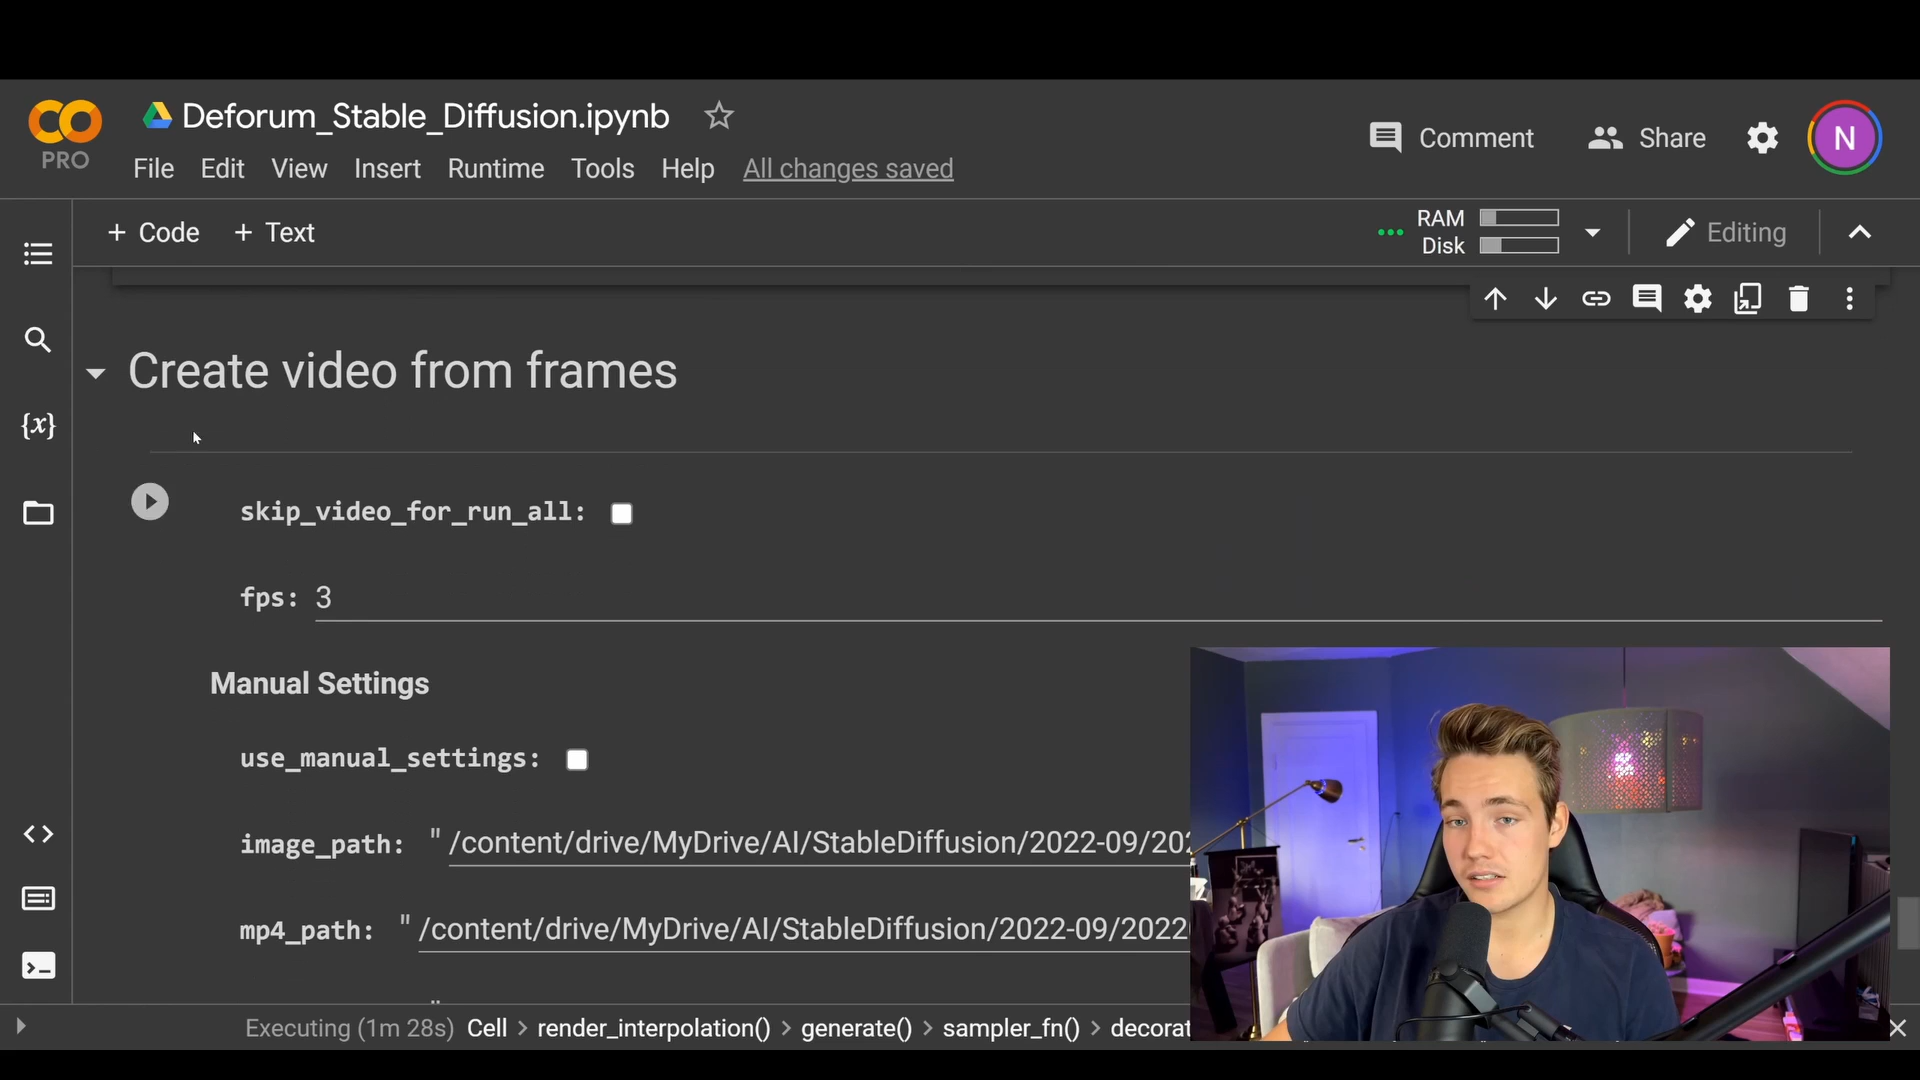 Deforum_Stable_Diffusion.ipynb
PRO
File Edit View Insert Runtime Tools Help All changes saved
Comment
Share
N
+ Code + Text
RAM
Disk
Editing
Create video from frames
{x}
skip_video_for_run_all:
fps: 3
Manual Settings
use_manual_settings:
image_path: " /content/drive/MyDrive/AI/StableDiffusion/2022-09/202
mp4_path: " /content/drive/MyDrive/AI/StableDiffusion/2022-09/2022
"
Executing (1m 28s) Cell > render_interpolation() > generate() > sampler_fn() > decorat